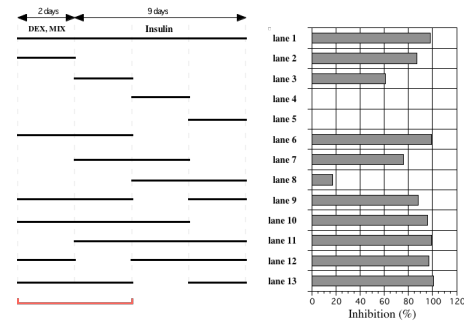 2 days 9 days
DEX, MIX Insulin
lane 1
lane 2
lane 3
lane 4
lane 5
lane 6
lane 7
lane 8
lane 9
lane 10
lane 11
lane 12
lane 13
0 20 40 60 80 100 120
Inhibition (%)